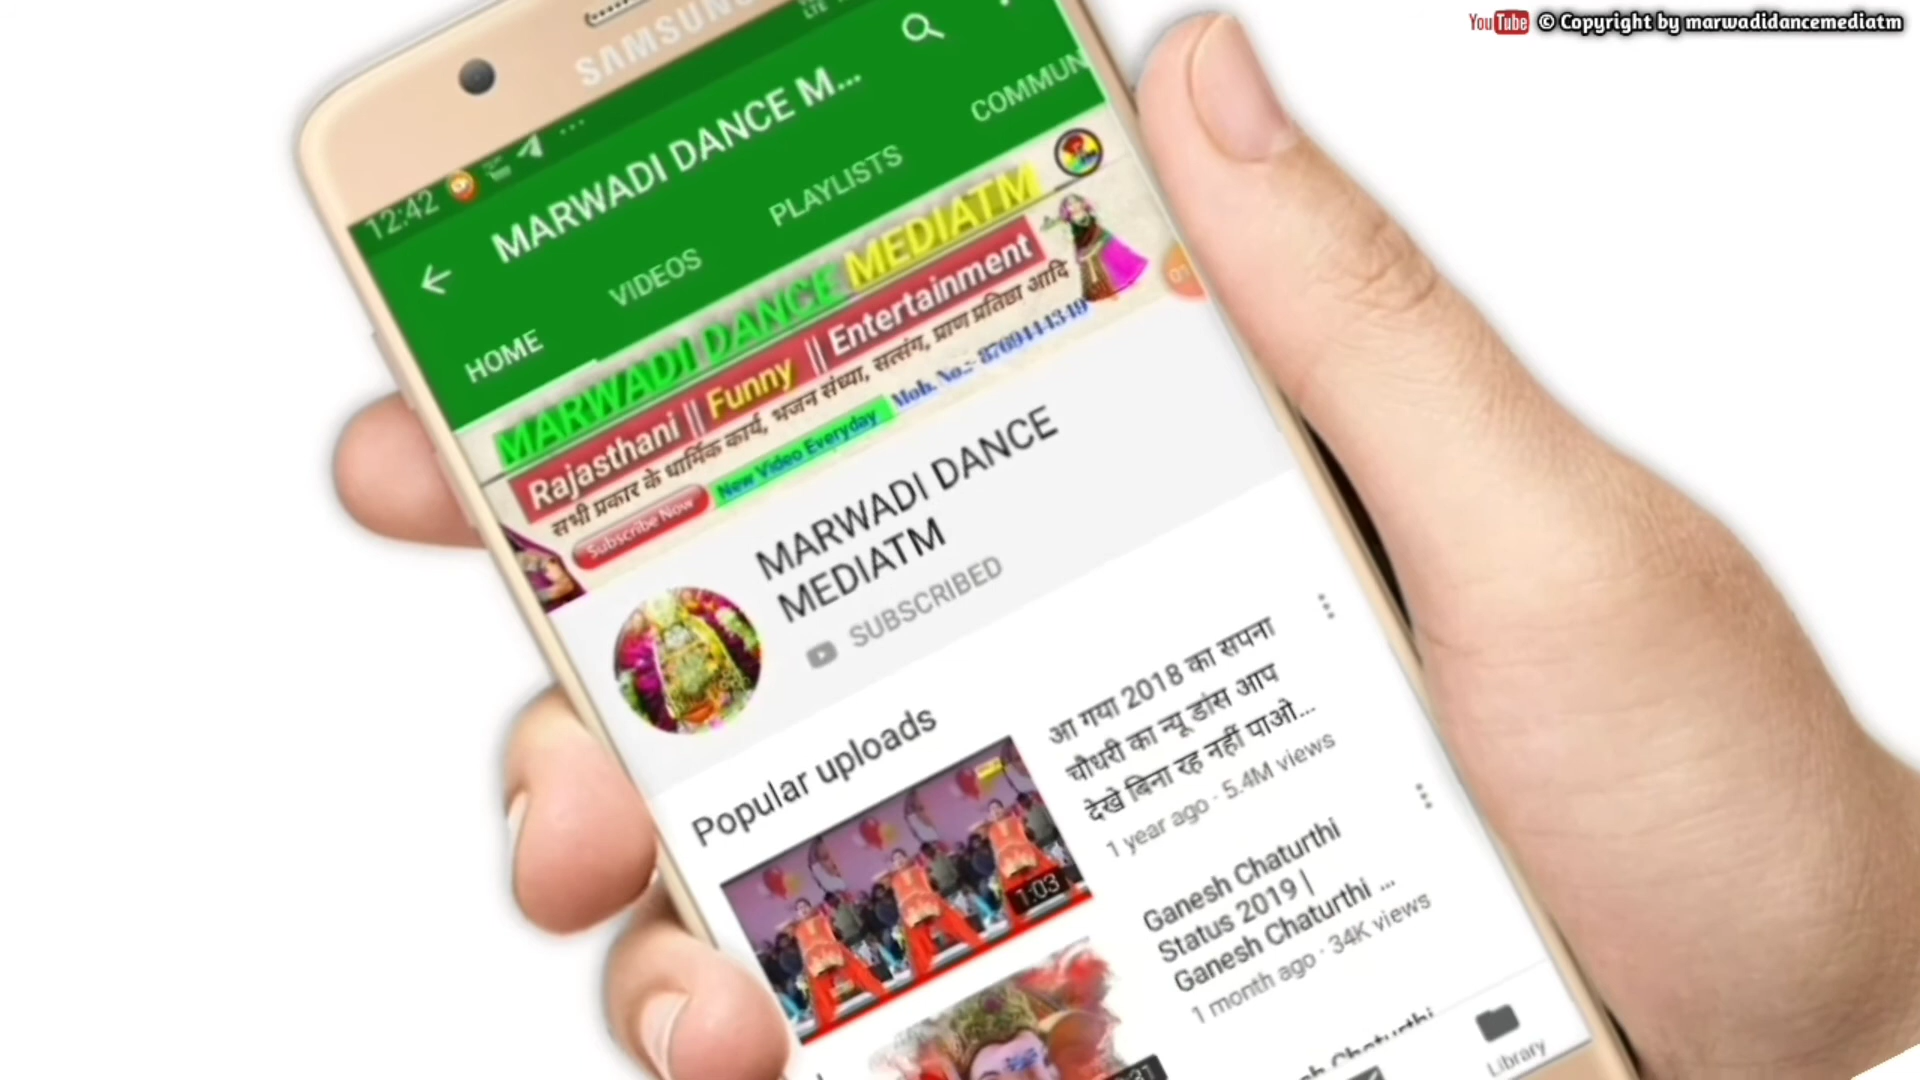 YouTube © Copyright by marwadidancemediatm
SAMSUNG
LTE
12:42
MARWADI DANCE M...
HOME
VIDEOS
PLAYLISTS
COMMUN
MARWADI DANCE MEDIATM
Rajasthani || Funny || Entertainment
सभी प्रकार के धार्मिक कार्य, भजन संध्या, सत्संग, प्राण प्रतिष्ठा आदि
Subscribe Now
New Video Everyday
Mob. No.:-
MARWADI DANCE
MEDIATM
SUBSCRIBED
Popular uploads
आ गया 2018 का सपना
चौधरी का न्यू डांस आप
देखे बिना रह नहीं पाओ...
1 year ago · 5.4M views
1:03
Ganesh Chaturthi
Status 2019 |
Ganesh Chaturthi ...
1 month ago · 34K views
Library